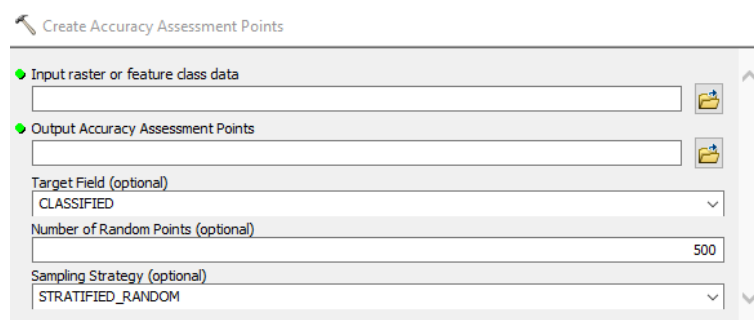 Create Accuracy Assessment Points
Input raster or feature class data
Output Accuracy Assessment Points
Target Field (optional)
CLASSIFIED
Number of Random Points (optional)
500
Sampling Strategy (optional)
STRATIFIED_RANDOM